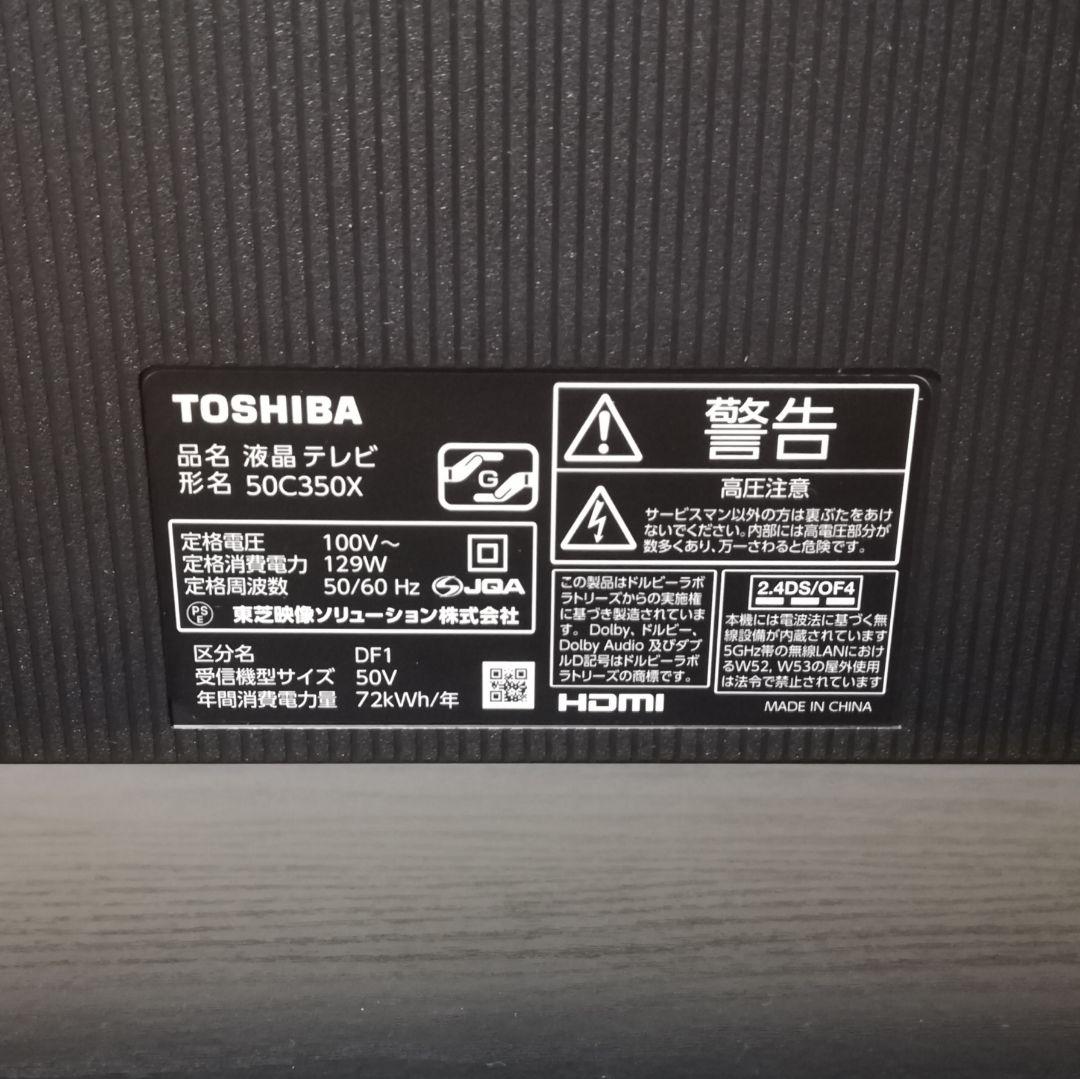 TOSHIBA
品名 液晶テレビ
形名 50C350X
G
定格電圧 100V～
定格消費電力 129W
定格周波数 50/60 Hz
JQA
PS
E
東芝映像ソリューション株式会社
区分名 DF1
受信機型サイズ 50V
年間消費電力量 72kWh/年
警告
高圧注意
サービスマン以外の方は裏ぶたをあけ
ないでください。内部には高電圧部分が
数多くあり、万一さわると危険です。
この製品はドルビーラボ
ラトリーズからの実施権
に基づき製造されていま
す。Dolby、ドルビー、
Dolby Audio 及びダブ
ルD記号はドルビーラボ
ラトリーズの商標です。
HDMI
2.4DS/OF4
本機には電波法に基づく無
線設備が内蔵されています
5GHz帯の無線LANにおけ
るW52、W53の屋外使用
は法令で禁止されています
MADE IN CHINA